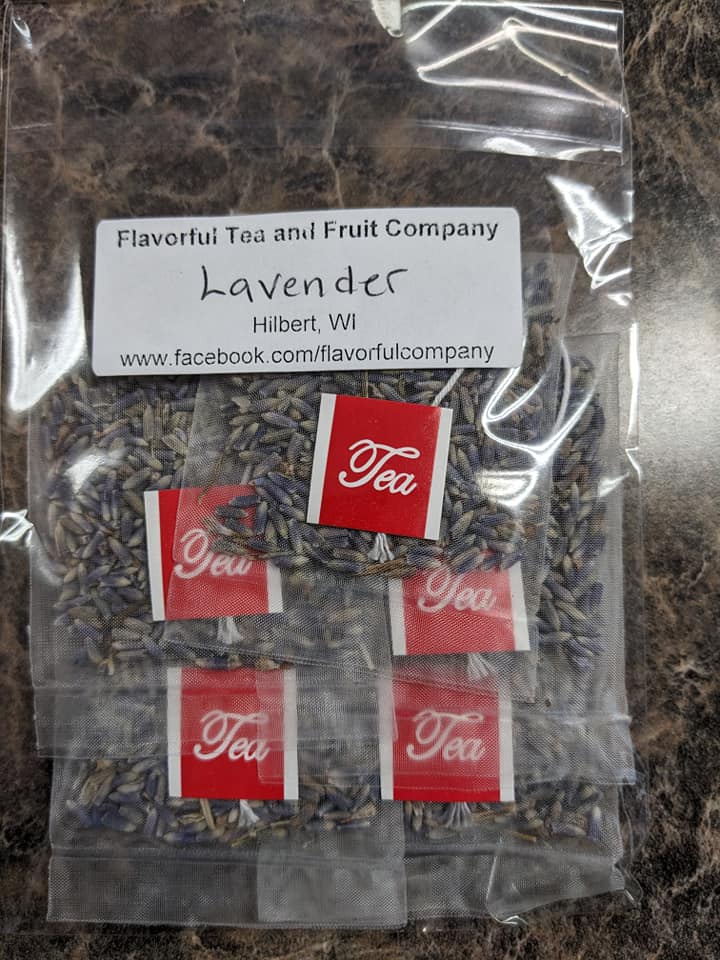 Flavorful Tea and Fruit Company
Lavender
Hilbert, WI
www.facebook.com/flavorfulcompany
Tea
Tea
Tea
Tea
Tea